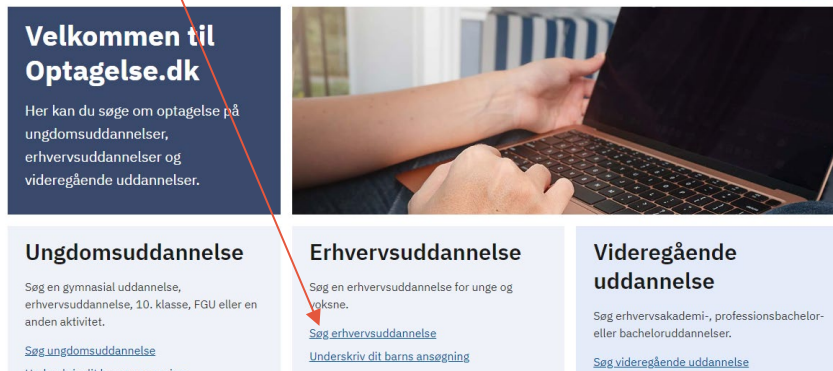 Velkommen til
Optagelse.dk
Her kan du søge om optagelse på
ungdomsuddannelser,
erhvervsuddannelser og
videregående uddannelser.
Ungdomsuddannelse
Søg en gymnasial uddannelse,
erhvervsuddannelse, 10. klasse, FGU eller en
anden aktivitet.
Søg ungdomsuddannelse
Erhvervsuddannelse
Søg en erhvervsuddannelse for unge og
voksne.
Søg erhvervsuddannelse
Underskriv dit barns ansøgning
Videregående
uddannelse
Søg erhvervsakademi-, professionsbachelor-
eller bacheloruddannelser.
Søg videregående uddannelse